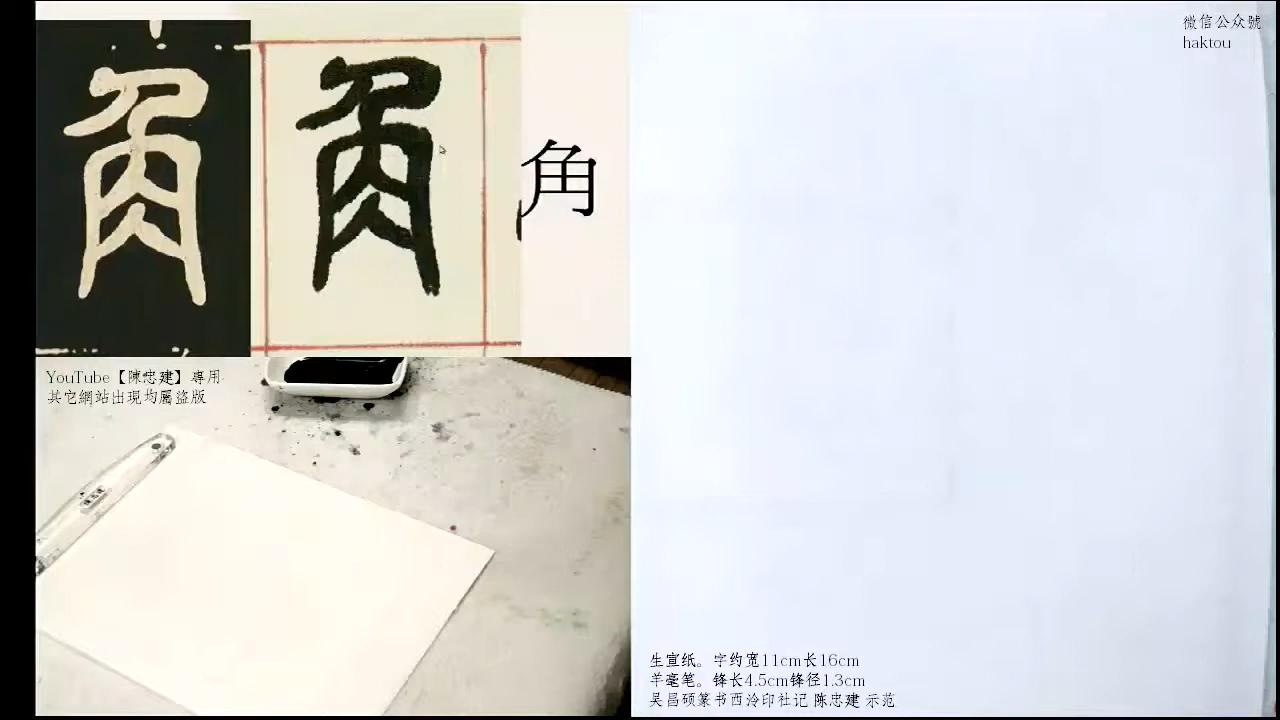 角 角 角
微信公众號
haktou
YouTube【陳忠建】專用
其它網站出現均屬盜版
生宣纸。字约宽11cm长16cm
羊毫笔。锋长4.5cm锋径1.3cm
吴昌硕篆书西泠印社记 陈忠建 示范